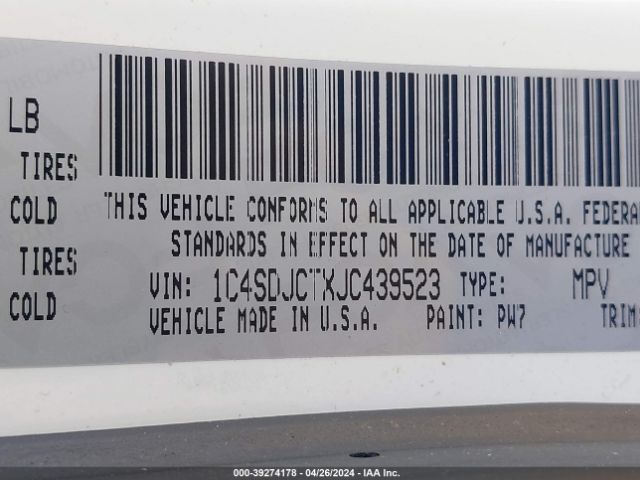 LB
TIRES
COLD
TIRES
COLD
THIS VEHICLE CONFORMS TO ALL APPLICABLE U.S.A. FEDERA
STANDARDS IN EFFECT ON THE DATE OF MANUFACTURE
VIN: 1C4SDJCTXJC439523 TYPE: MPV
VEHICLE MADE IN U.S.A. PAINT: PW7 TRIM:
000-39274178 - 04/26/2024 - IAA Inc.